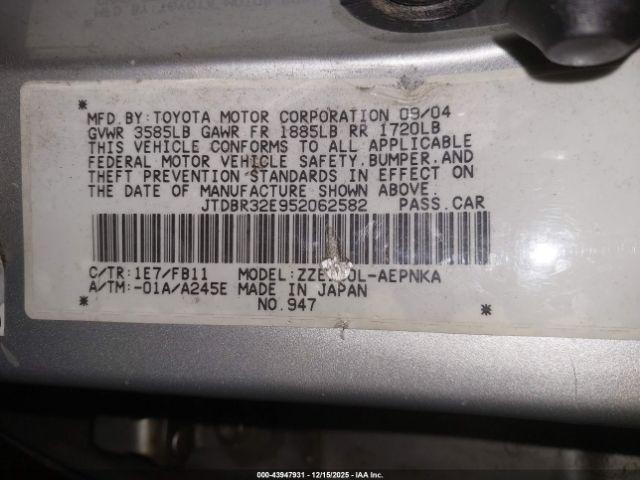 * MFD.BY:TOYOTA MOTOR CORPORATION 09/04
GVWR 3585LB GAWR FR 1885LB RR 1720LB
THIS VEHICLE CONFORMS TO ALL APPLICABLE
FEDERAL MOTOR VEHICLE SAFETY,BUMPER,AND
THEFT PREVENTION STANDARDS IN EFFECT ON
THE DATE OF MANUFACTURE SHOWN ABOVE.
JTDBR32E952062582 PASS.CAR
C/TR:1E7/FB11 MODEL: OL-AEPNKA
A/TM:-01A/A245E MADE IN JAPAN
* NO.947 *
000-43947931 - 12/15/2025 - IAA Inc.